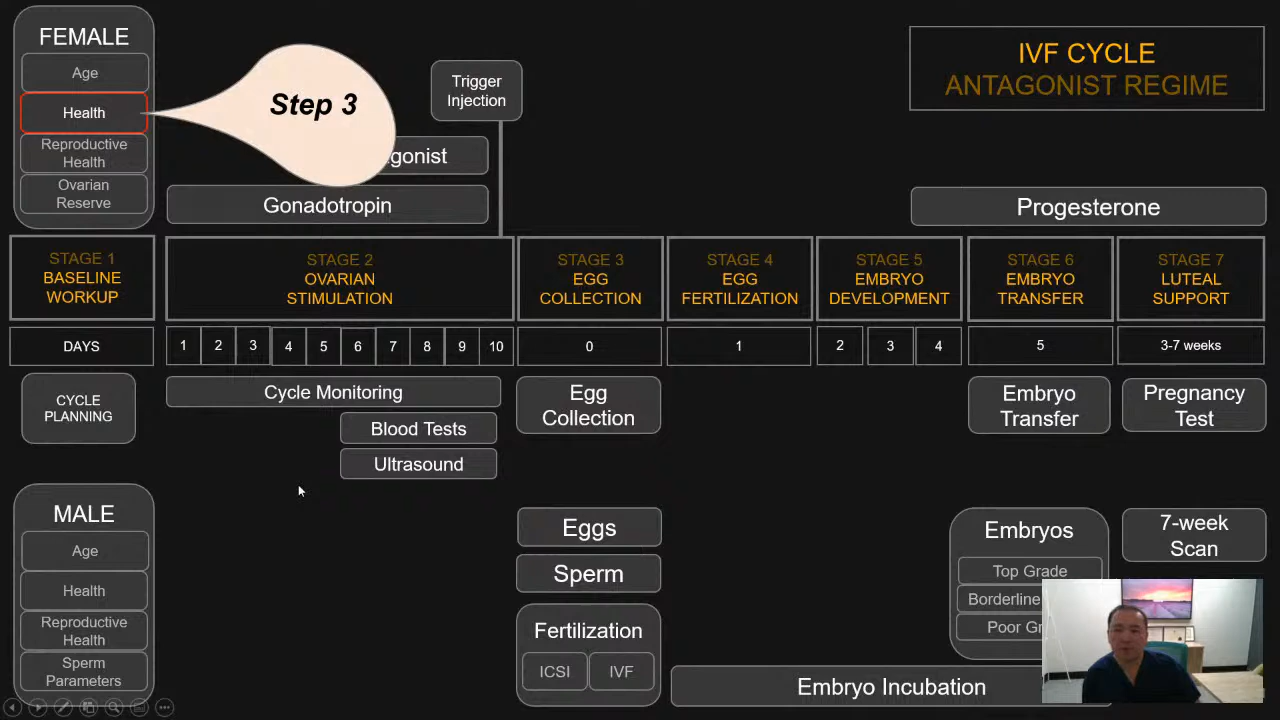 FEMALE
Age
Health
Reproductive
Health
Ovarian
Reserve
Step 3
Trigger
Injection
gonist
Gonadotropin
IVF CYCLE
ANTAGONIST REGIME
Progesterone
STAGE 1
BASELINE
WORKUP
STAGE 2
OVARIAN
STIMULATION
STAGE 3
EGG
COLLECTION
STAGE 4
EGG
FERTILIZATION
STAGE 5
EMBRYO
DEVELOPMENT
STAGE 6
EMBRYO
TRANSFER
STAGE 7
LUTEAL
SUPPORT
DAYS
1 2 3 4 5 6 7 8 9 10
0
1
2 3 4
5
3-7 weeks
CYCLE
PLANNING
Cycle Monitoring
Blood Tests
Ultrasound
Egg
Collection
Embryo
Transfer
Pregnancy
Test
MALE
Age
Health
Reproductive
Health
Sperm
Parameters
Eggs
Sperm
Fertilization
ICSI
IVF
Embryos
Top Grade
Borderline
Poor Gr
7-week
Scan
Embryo Incubation